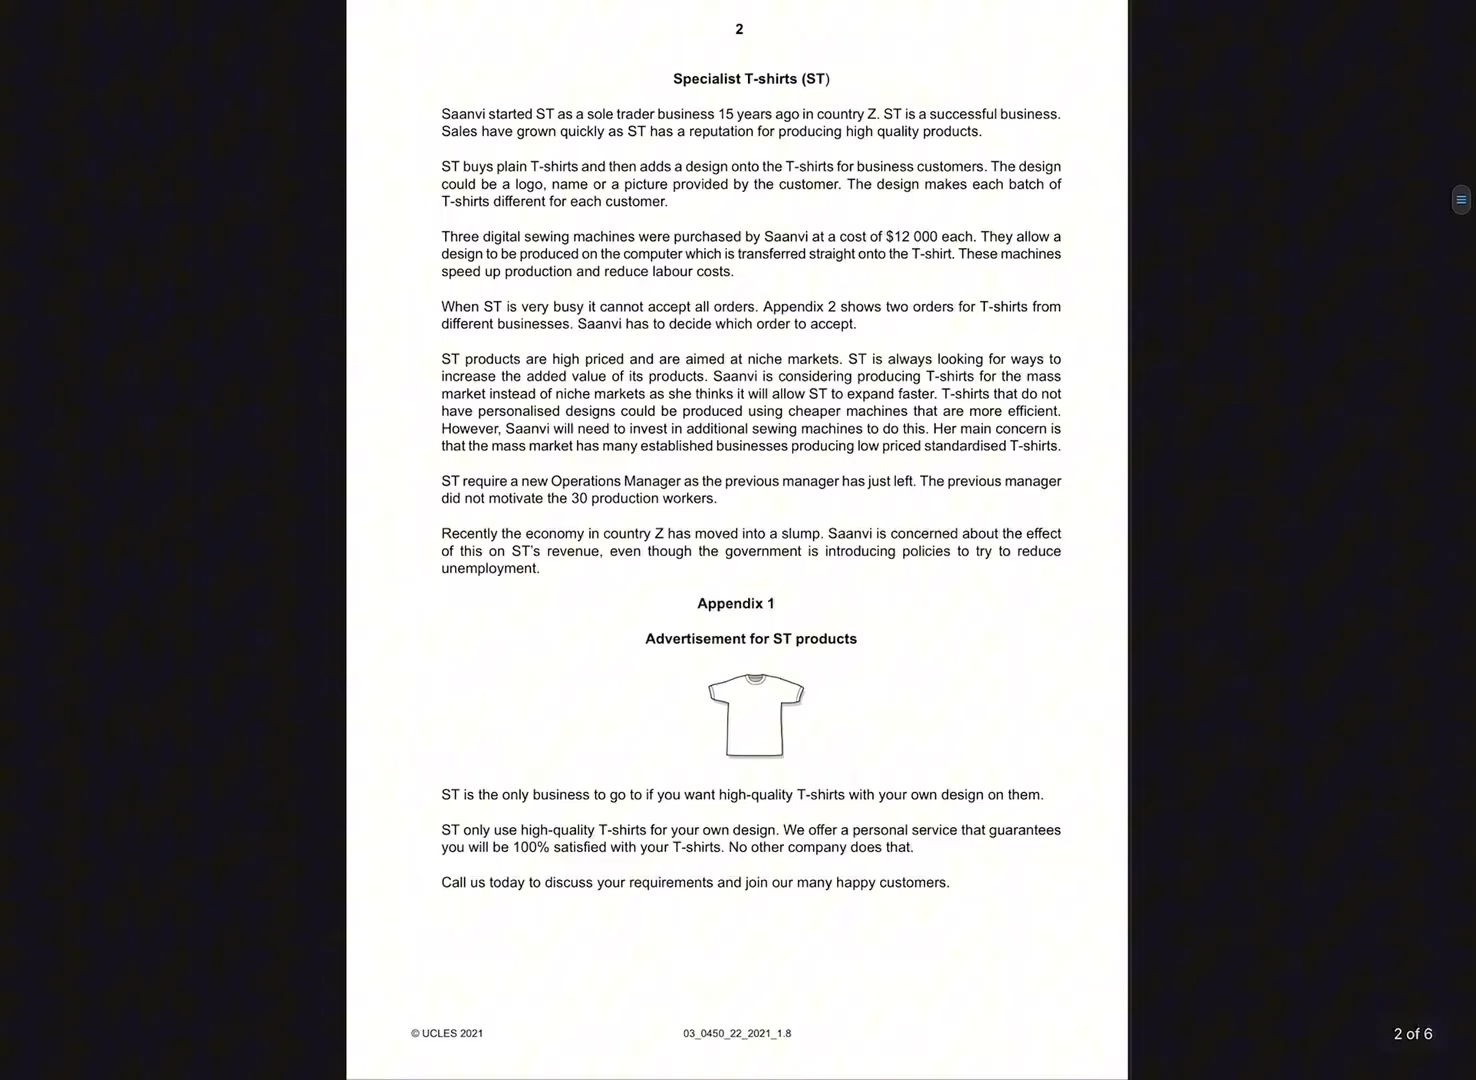 2
Specialist T-shirts (ST)
Saanvi started ST as a sole trader business 15 years ago in country Z. ST is a successful business.
Sales have grown quickly as ST has a reputation for producing high quality products.
ST buys plain T-shirts and then adds a design onto the T-shirts for business customers. The design
could be a logo, name or a picture provided by the customer. The design makes each batch of
T-shirts different for each customer.
Three digital sewing machines were purchased by Saanvi at a cost of $12 000 each. They allow a
design to be produced on the computer which is transferred straight onto the T-shirt. These machines
speed up production and reduce labour costs.
When ST is very busy it cannot accept all orders. Appendix 2 shows two orders for T-shirts from
different businesses. Saanvi has to decide which order to accept.
ST products are high priced and are aimed at niche markets. ST is always looking for ways to
increase the added value of its products. Saanvi is considering producing T-shirts for the mass
market instead of niche markets as she thinks it will allow ST to expand faster. T-shirts that do not
have personalised designs could be produced using cheaper machines that are more efficient.
However, Saanvi will need to invest in additional sewing machines to do this. Her main concern is
that the mass market has many established businesses producing low priced standardised T-shirts.
ST require a new Operations Manager as the previous manager has just left. The previous manager
did not motivate the 30 production workers.
Recently the economy in country Z has moved into a slump. Saanvi is concerned about the effect
of this on ST's revenue, even though the government is introducing policies to try to reduce
unemployment.
Appendix 1
Advertisement for ST products
ST is the only business to go to if you want high-quality T-shirts with your own design on them.
ST only use high-quality T-shirts for your own design. We offer a personal service that guarantees
you will be 100% satisfied with your T-shirts. No other company does that.
Call us today to discuss your requirements and join our many happy customers.
© UCLES 2021
03_0450_22_2021_1.8
2 of 6